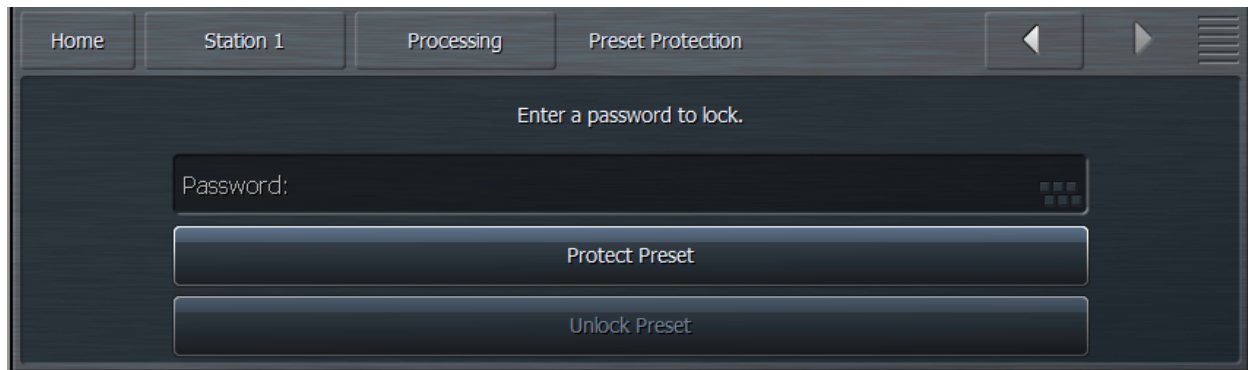 Home Station 1 Processing Preset Protection
Enter a password to lock.
Password:
Protect Preset
Unlock Preset